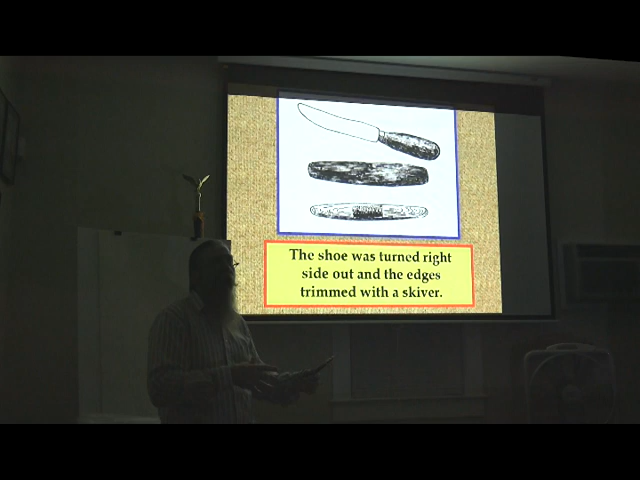 The shoe was turned right
side out and the edges
trimmed with a skiver.